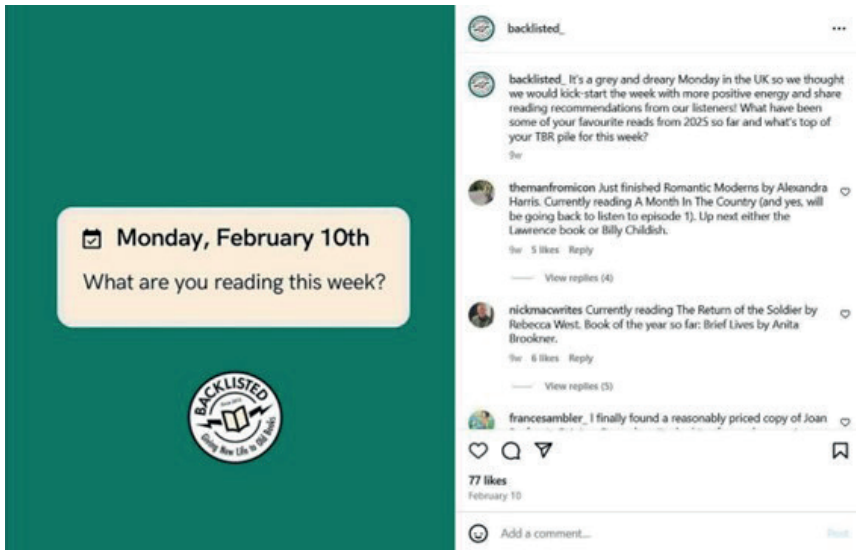 Monday, February 10th
What are you reading this week?
BACKLISTED
Since 2015
Giving New Life to Old Books
backlisted_
backlisted_ It's a grey and dreary Monday in the UK so we thought
we would kick-start the week with more positive energy and share
reading recommendations from our listeners! What have been
some of your favourite reads from 2025 so far and what's top of
your TBR pile for this week?
9w
themanfromicon Just finished Romantic Moderns by Alexandra
Harris. Currently reading A Month In The Country (and yes, will
be going back to listen to episode 1). Up next either the
Lawrence book or Billy Childish.
9w 5 likes Reply
View replies (4)
nickmacwrites Currently reading The Return of the Soldier by
Rebecca West. Book of the year so far: Brief Lives by Anita
Brookner.
9w 6 likes Reply
View replies (5)
francesambler_ I finally found a reasonably priced copy of Joan
77 likes
February 10
Add a comment...
Post